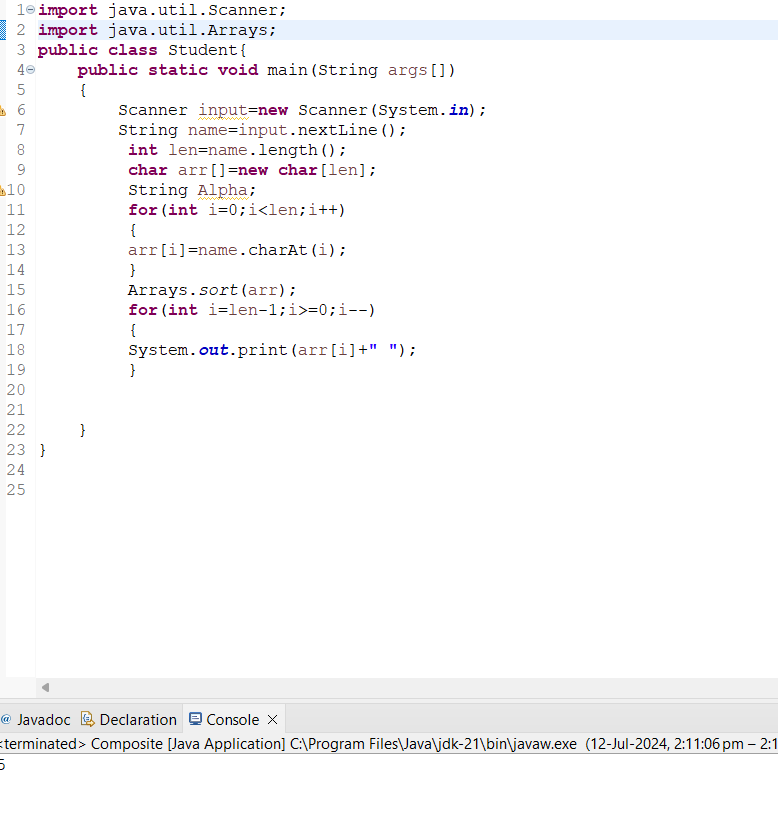 1 import java.util.Scanner;
2 import java.util.Arrays;
3 public class Student{
4 public static void main(String args[])
5 {
6 Scanner input=new Scanner(System.in);
7 String name=input.nextLine();
8 int len=name.length();
9 char arr[]=new char[len];
10 String Alpha;
11 for(int i=0;i<len;i++)
12 {
13 arr[i]=name.charAt(i);
14 }
15 Arrays.sort(arr);
16 for(int i=len-1;i>=0;i--)
17 {
18 System.out.print(arr[i]+" ");
19 }
20
21
22 }
23 }
24
25
@ Javadoc Declaration Console
<terminated> Composite [Java Application] C:\Program Files\Java\jdk-21\bin\javaw.exe (12-Jul-2024, 2:11:06 pm – 2:1
5